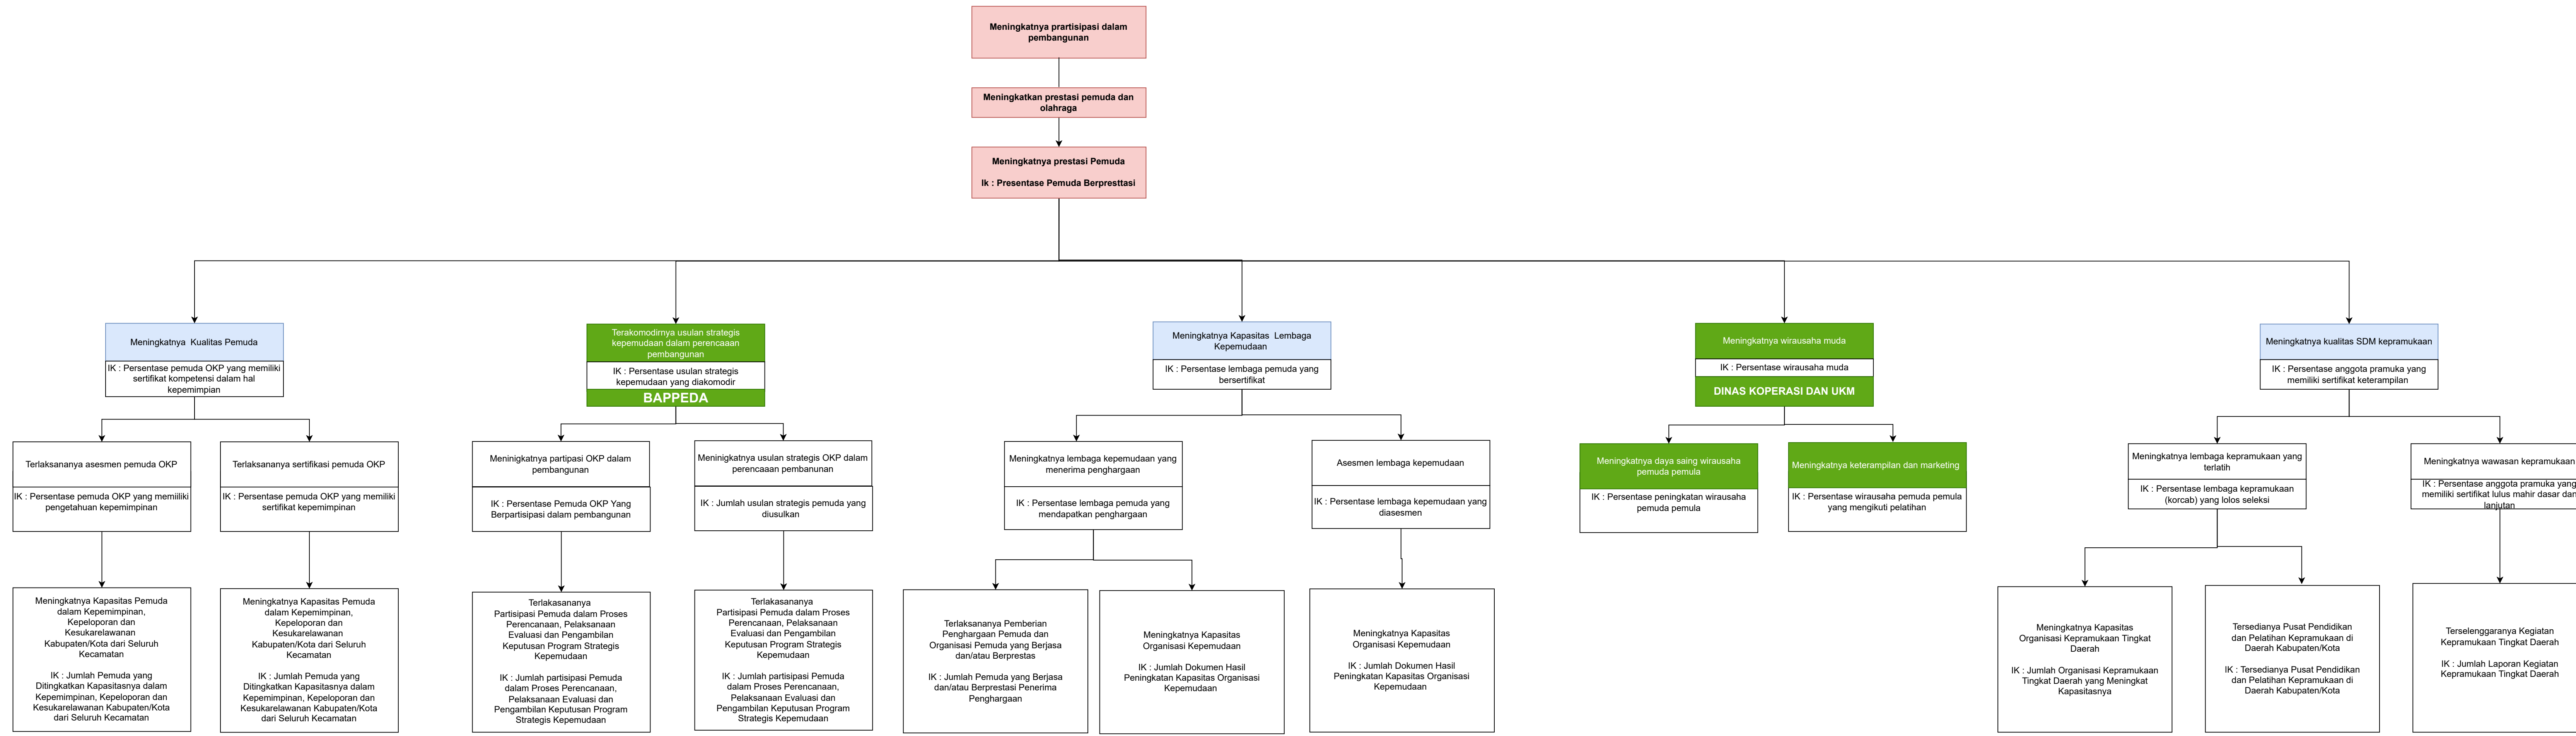 Meningkatnya prartisipasi dalam
pembangunan
Meningkatkan prestasi pemuda dan
olahraga
Meningkatnya prestasi Pemuda
Ik : Presentase Pemuda Berpresttasi
Meningkatnya  Kualitas Pemuda
IK : Persentase pemuda OKP yang memiliki
sertifikat kompetensi dalam hal
kepemimpian
Terakomodirnya usulan strategis
kepemudaan dalam perencaaan
pembangunan
IK : Persentase usulan strategis
kepemudaan yang diakomodir
BAPPEDA
Meningkatnya Kapasitas  Lembaga
Kepemudaan
IK : Persentase lembaga pemuda yang
bersertifikat
Meningkatnya wirausaha muda
IK : Persentase wirausaha muda
DINAS KOPERASI DAN UKM
Meningkatnya kualitas SDM kepramukaan
IK : Persentase anggota pramuka yang
memiliki sertifikat keterampilan
Terlaksananya asesmen pemuda OKP
IK : Persentase pemuda OKP yang memiiliki
pengetahuan kepemimpinan
Terlaksananya sertifikasi pemuda OKP
IK : Persentase pemuda OKP yang memiliki
sertifikat kepemimpinan
Meninigkatnya partipasi OKP dalam
pembangunan
IK : Persentase Pemuda OKP Yang
Berpartisipasi dalam pembangunan
Meninigkatnya usulan strategis OKP dalam
perencaaan pembanunan
IK : Jumlah usulan strategis pemuda yang
diusulkan
Meningkatnya lembaga kepemudaan yang
menerima penghargaan
IK : Persentase lembaga pemuda yang
mendapatkan penghargaan
Asesmen lembaga kepemudaan
IK : Persentase lembaga kepemudaan yang
diasesmen
Meningkatnya daya saing wirausaha
pemuda pemula
IK : Persentase peningkatan wirausaha
pemuda pemula
Meningkatnya keterampilan dan marketing
IK : Persentase wirausaha pemuda pemula
yang mengikuti pelatihan
Meningkatnya lembaga kepramukaan yang
terlatih
IK : Persentase lembaga kepramukaan
(korcab) yang lolos seleksi
Meningkatnya wawasan kepramukaan
IK : Persentase anggota pramuka yang
memiliki sertifikat lulus mahir dasar dan
lanjutan
Meningkatnya Kapasitas Pemuda
dalam Kepemimpinan,
Kepeloporan dan
Kesukarelawanan
Kabupaten/Kota dari Seluruh
Kecamatan
IK : Jumlah Pemuda yang
Ditingkatkan Kapasitasnya dalam
Kepemimpinan, Kepeloporan dan
Kesukarelawanan Kabupaten/Kota
dari Seluruh Kecamatan
Meningkatnya Kapasitas Pemuda
dalam Kepemimpinan,
Kepeloporan dan
Kesukarelawanan
Kabupaten/Kota dari Seluruh
Kecamatan
IK : Jumlah Pemuda yang
Ditingkatkan Kapasitasnya dalam
Kepemimpinan, Kepeloporan dan
Kesukarelawanan Kabupaten/Kota
dari Seluruh Kecamatan
Terlakasananya
Partisipasi Pemuda dalam Proses
Perencanaan, Pelaksanaan
Evaluasi dan Pengambilan
Keputusan Program Strategis
Kepemudaan
IK : Jumlah partisipasi Pemuda
dalam Proses Perencanaan,
Pelaksanaan Evaluasi dan
Pengambilan Keputusan Program
Strategis Kepemudaan
Terlakasananya
Partisipasi Pemuda dalam Proses
Perencanaan, Pelaksanaan
Evaluasi dan Pengambilan
Keputusan Program Strategis
Kepemudaan
IK : Jumlah partisipasi Pemuda
dalam Proses Perencanaan,
Pelaksanaan Evaluasi dan
Pengambilan Keputusan Program
Strategis Kepemudaan
Terlaksananya Pemberian
Penghargaan Pemuda dan
Organisasi Pemuda yang Berjasa
dan/atau Berprestas
IK : Jumlah Pemuda yang Berjasa
dan/atau Berprestasi Penerima
Penghargaan
Meningkatnya Kapasitas
Organisasi Kepemudaan
IK : Jumlah Dokumen Hasil
Peningkatan Kapasitas Organisasi
Kepemudaan
Meningkatnya Kapasitas
Organisasi Kepemudaan
IK : Jumlah Dokumen Hasil
Peningkatan Kapasitas Organisasi
Kepemudaan
Meningkatnya Kapasitas
Organisasi Kepramukaan Tingkat
Daerah
IK : Jumlah Organisasi Kepramukaan
Tingkat Daerah yang Meningkat
Kapasitasnya
Tersedianya Pusat Pendidikan
dan Pelatihan Kepramukaan di
Daerah Kabupaten/Kota
IK : Tersedianya Pusat Pendidikan
dan Pelatihan Kepramukaan di
Daerah Kabupaten/Kota
Terselenggaranya Kegiatan
Kepramukaan Tingkat Daerah
IK : Jumlah Laporan Kegiatan
Kepramukaan Tingkat Daerah